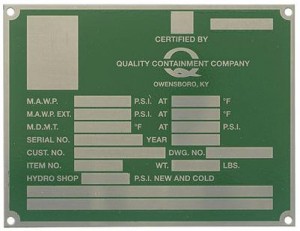 CERTIFIED BY
QUALITY CONTAINMENT COMPANY
OWENSBORO, KY
M.A.W.P. P.S.I. AT °F
M.A.W.P. EXT. P.S.I. AT °F
M.D.M.T. °F AT P.S.I.
SERIAL NO. YEAR
CUST. NO. DWG. NO.
ITEM NO. WT. LBS.
HYDRO SHOP P.S.I. NEW AND COLD